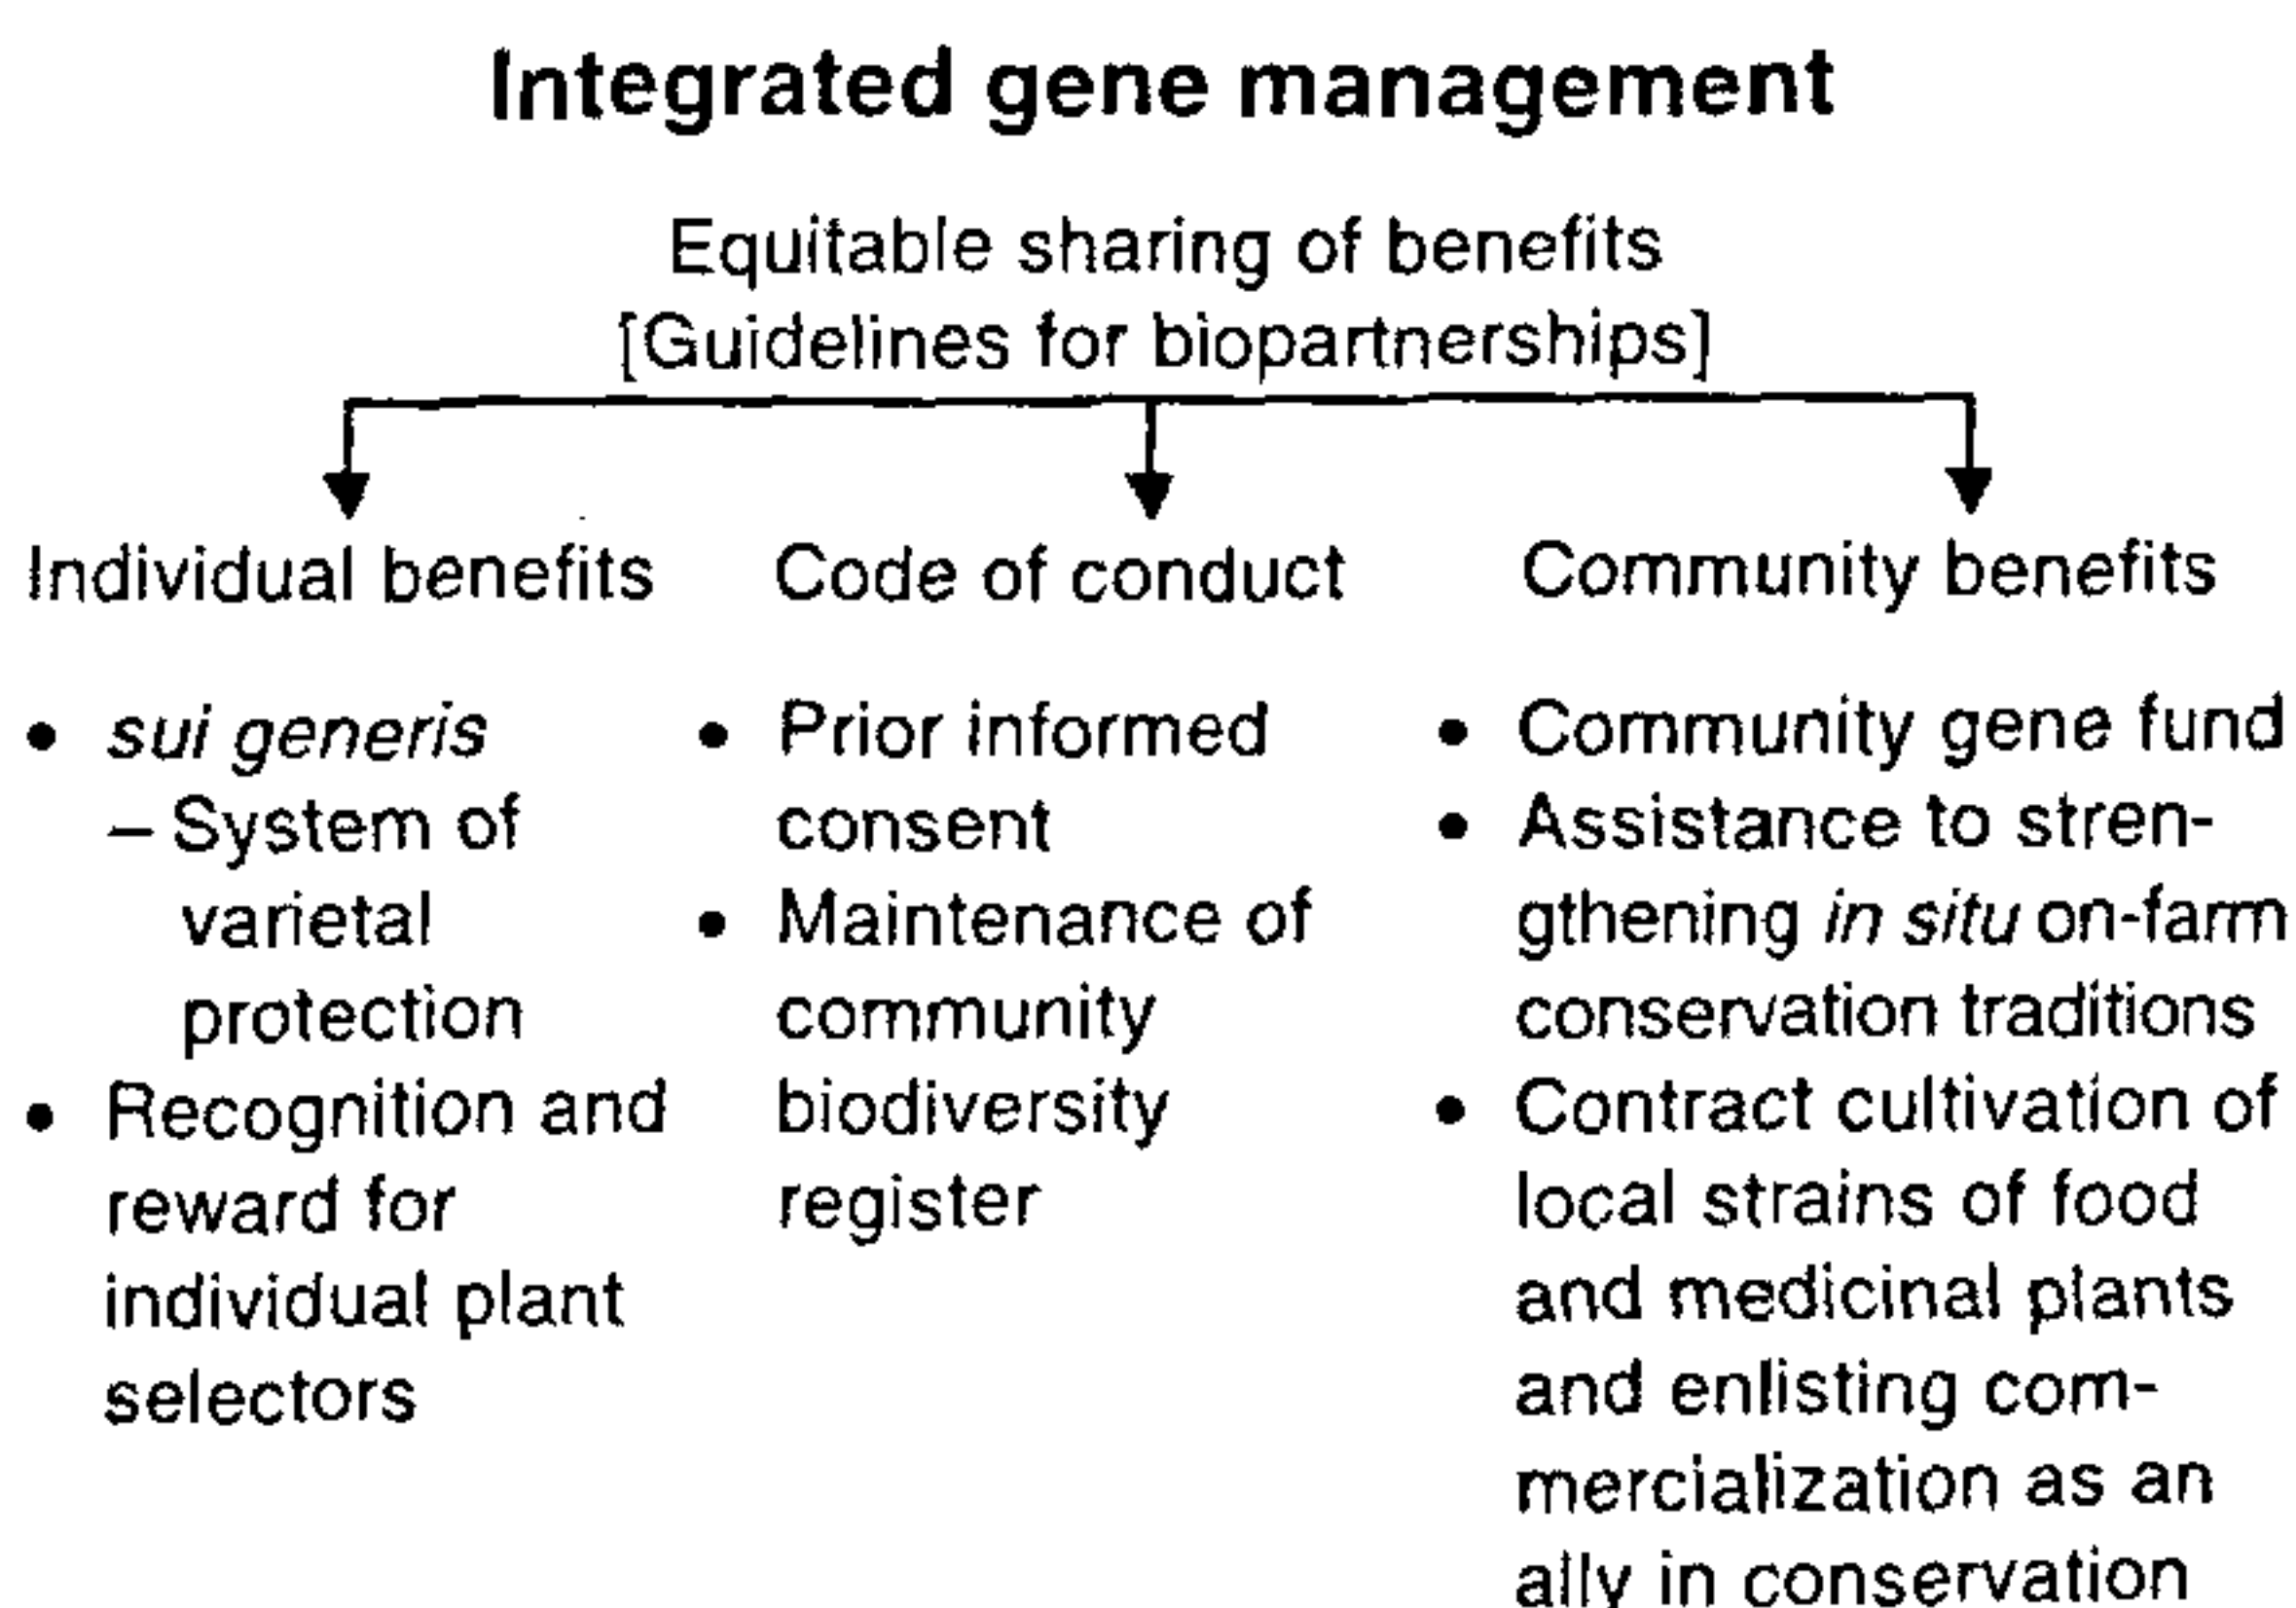 Integrated gene management
Equitable sharing of benefits
[Guidelines for biopartnerships]
Individual benefits
• sui generis
– System of
varietal
protection
• Recognition and
reward for
individual plant
selectors
Code of conduct
• Prior informed
consent
• Maintenance of
community
biodiversity
register
Community benefits
• Community gene fund
• Assistance to stren-
gthening in situ on-farm
conservation traditions
• Contract cultivation of
local strains of food
and medicinal plants
and enlisting com-
mercialization as an
ally in conservation